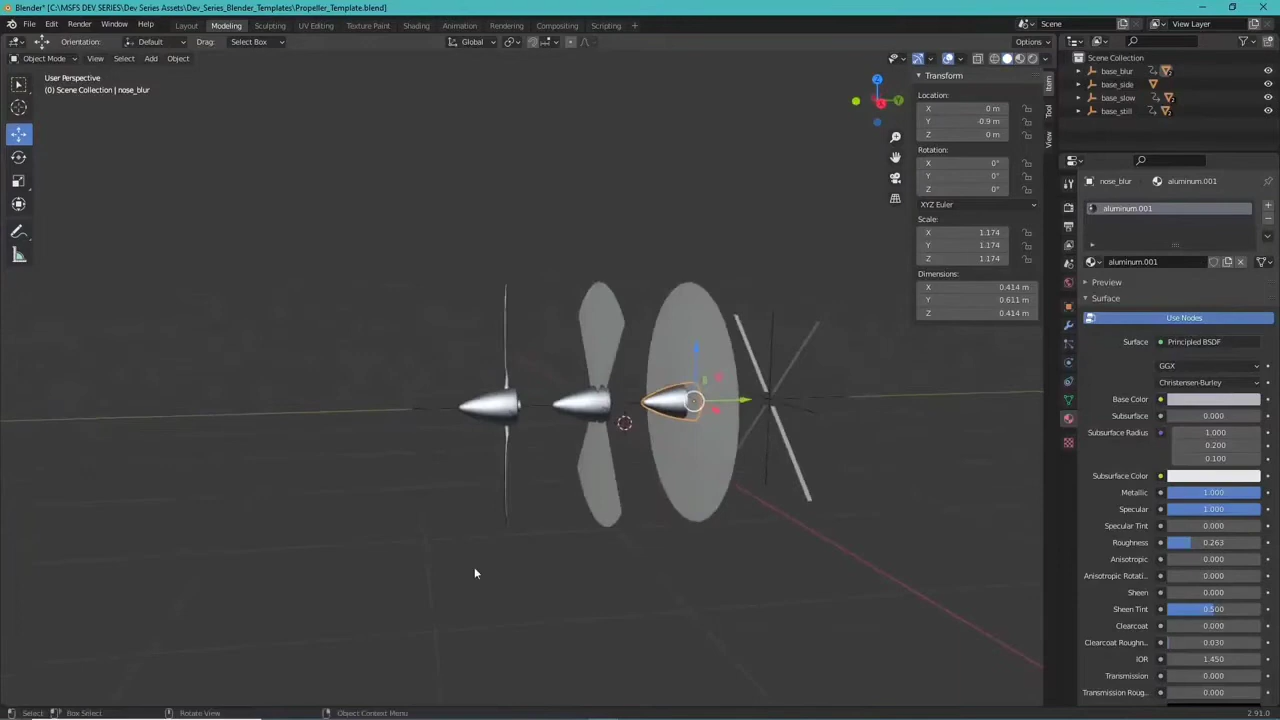 Blender* [C:\MSFS DEV SERIES\Dev Series Assets\Dev_Series_Blender_Templates\Propeller_Template.blend]
File Edit Render Window Help Layout Modeling Sculpting UV Editing Texture Paint Shading Animation Rendering Compositing Scripting + Scene View Layer
Orientation: Default Drag: Select Box Global Options
Object Mode View Select Add Object
Scene Collection
base_blur
base_side
base_slow
base_still
User Perspective
(0) Scene Collection | nose_blur
Z
Y
Item
Tool
View
Transform
Location:
X 0 m
Y -0.9 m
Z 0 m
Rotation:
X 0°
Y 0°
Z 0°
XYZ Euler
Scale:
X 1.174
Y 1.174
Z 1.174
Dimensions:
X 0.414 m
Y 0.611 m
Z 0.414 m
nose_blur aluminum.001
aluminum.001
aluminum.001
Preview
Surface
Use Nodes
Surface Principled BSDF
GGX
Christensen-Burley
Base Color
Subsurface 0.000
Subsurface Radius 1.000
0.200
0.100
Subsurface Color
Metallic 1.000
Specular 1.000
Specular Tint 0.000
Roughness 0.263
Anisotropic 0.000
Anisotropic Rotati.. 0.000
Sheen 0.000
Sheen Tint 0.500
Clearcoat 0.000
Clearcoat Roughn.. 0.030
IOR 1.450
Transmission 0.000
Transmission Roug.. 0.000
Select Box Select Rotate View Object Context Menu 2.91.0